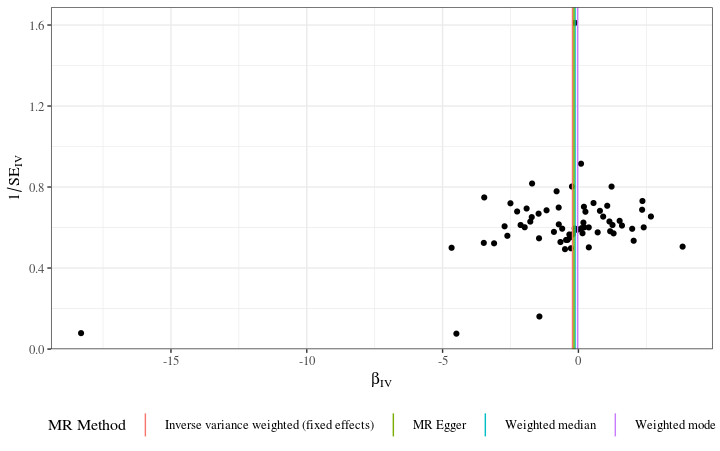 1.6
1.2
0.8
0.4
0.0
1/SE_IV
-15
-10
-5
0
β_IV
MR Method
Inverse variance weighted (fixed effects)
MR Egger
Weighted median
Weighted mode